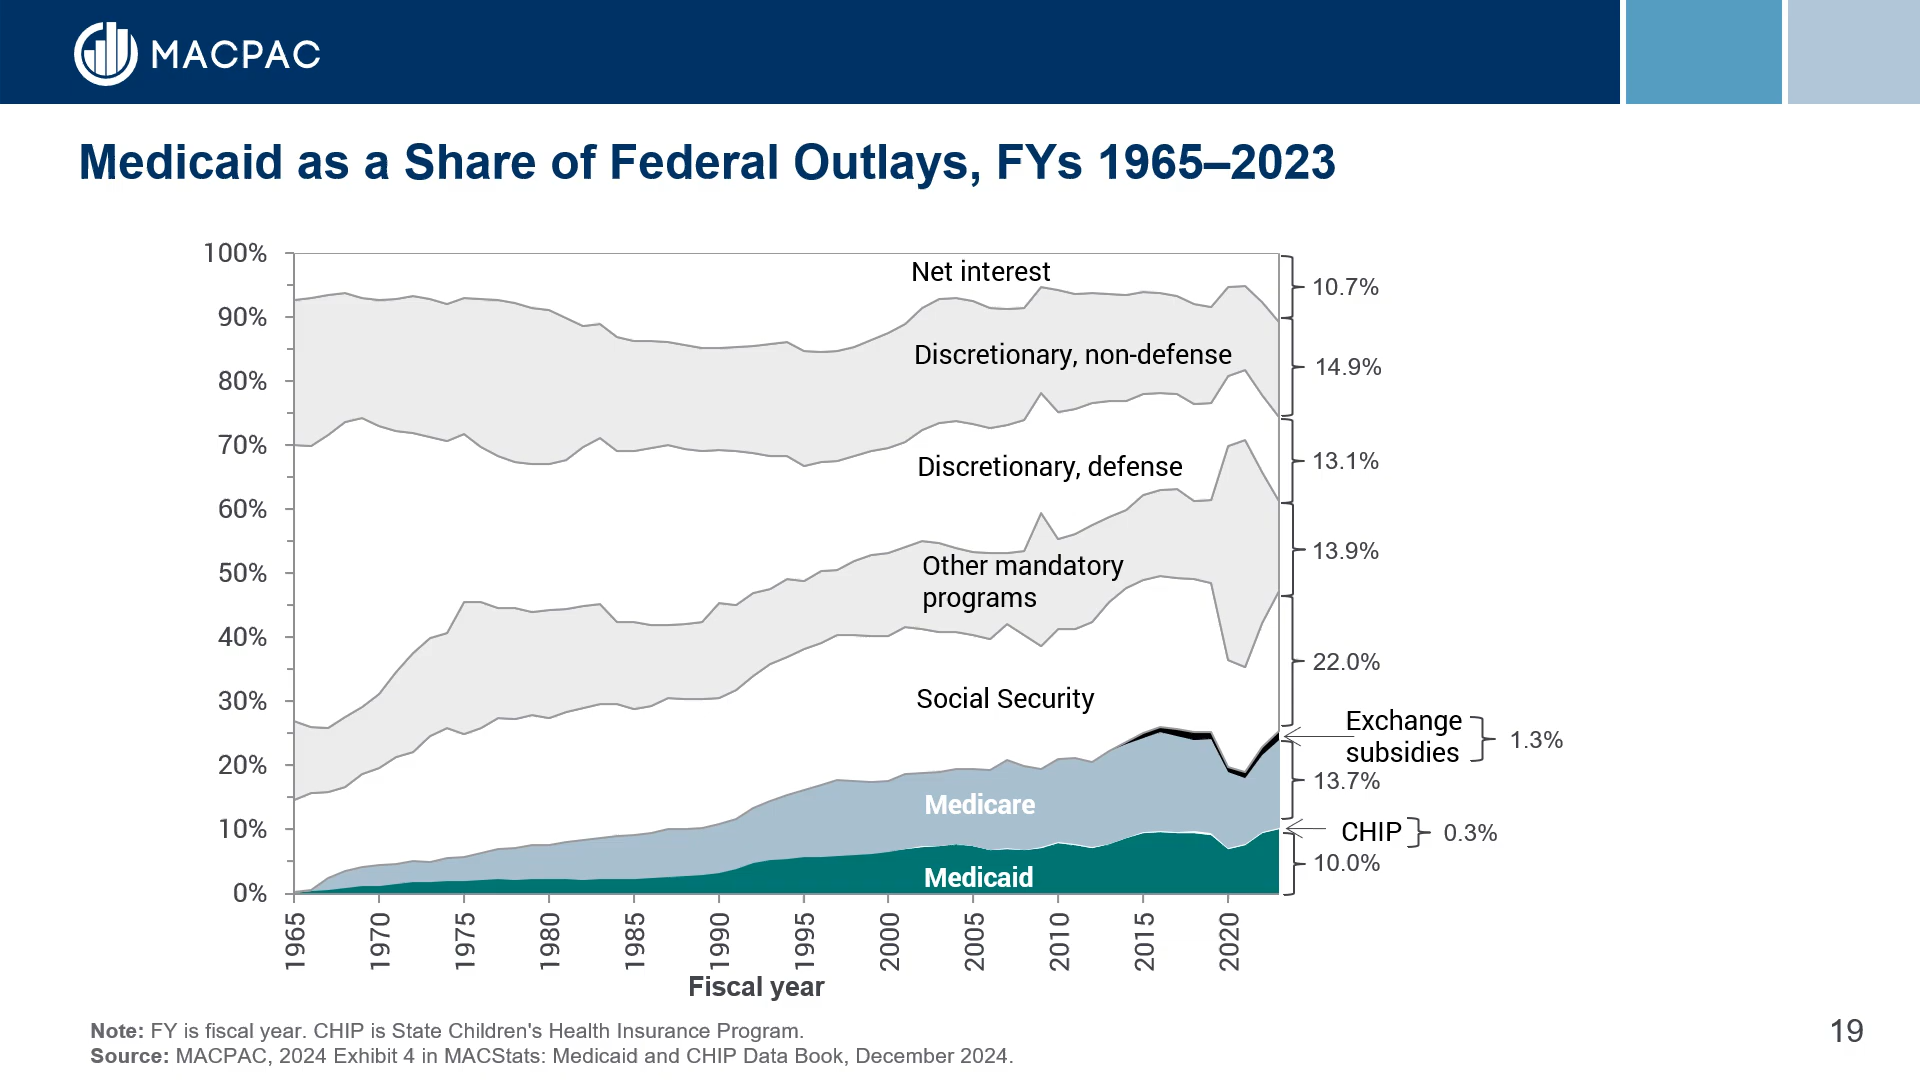 MACPAC
Medicaid as a Share of Federal Outlays, FYs 1965–2023
100%
90%
80%
70%
60%
50%
40%
30%
20%
10%
0%
Net interest
Discretionary, non-defense
Discretionary, defense
Other mandatory
programs
Social Security
Medicare
Medicaid
10.7%
14.9%
13.1%
13.9%
22.0%
Exchange
subsidies
1.3%
13.7%
CHIP
0.3%
10.0%
1965
1970
1975
1980
1985
1990
1995
2000
2005
2010
2015
2020
Fiscal year
Note: FY is fiscal year. CHIP is State Children's Health Insurance Program.
Source: MACPAC, 2024 Exhibit 4 in MACStats: Medicaid and CHIP Data Book, December 2024.
19